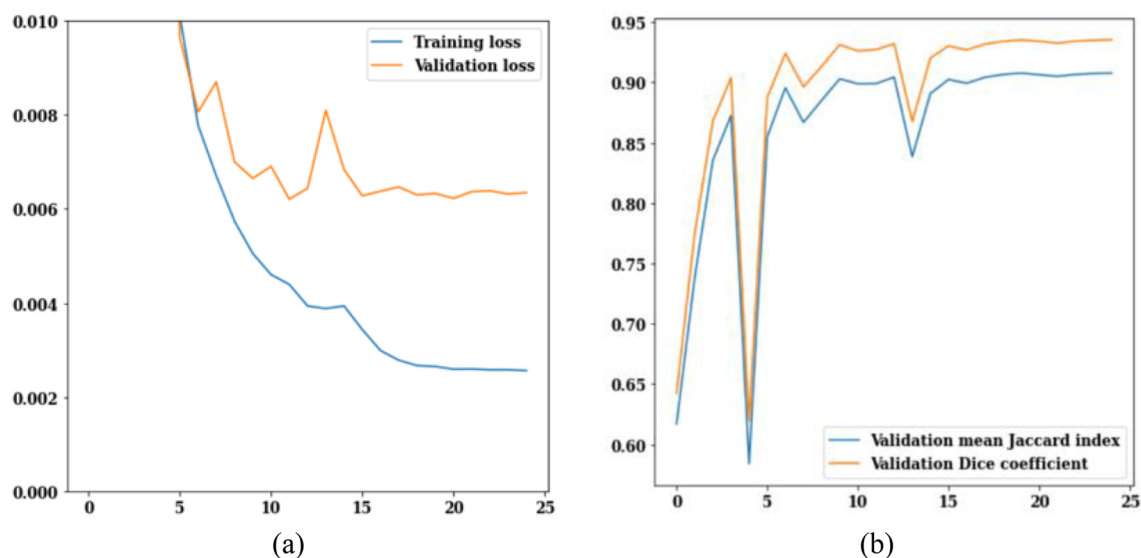 0.010
0.008
0.006
0.004
0.002
0.000
0 5 10 15 20 25
Training loss
Validation loss
(a)
0.95
0.90
0.85
0.80
0.75
0.70
0.65
0.60
0 5 10 15 20 25
Validation mean Jaccard index
Validation Dice coefficient
(b)